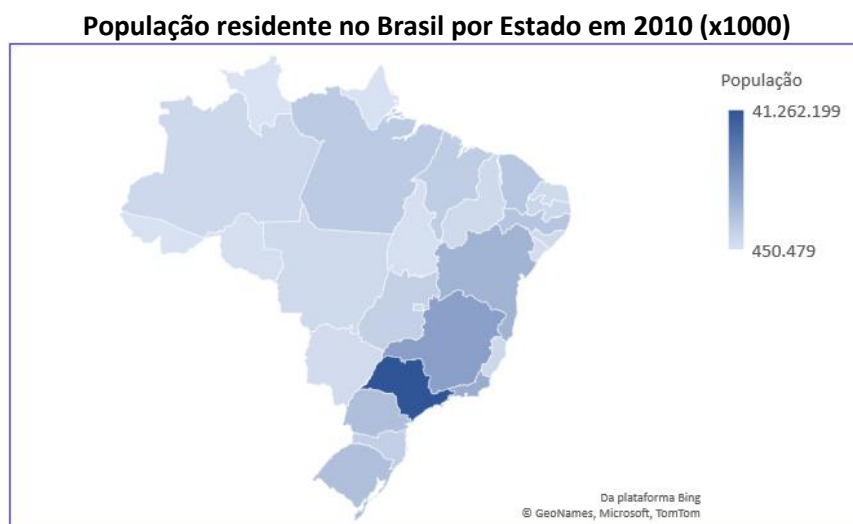 População residente no Brasil por Estado em 2010 (x1000)
População
41.262.199
450.479
Da plataforma Bing
© GeoNames, Microsoft, TomTom